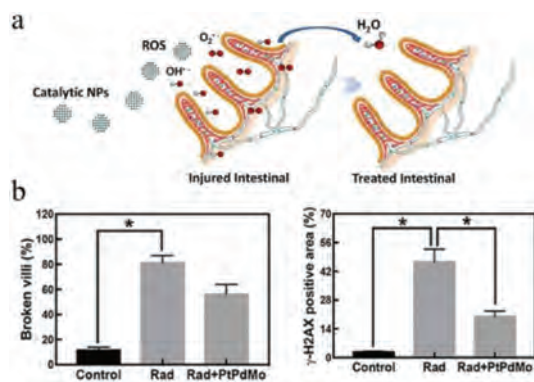 a
ROS
O₂⁻·
H₂O
OH⁻·
Catalytic NPs
Injured Intestinal
Treated Intestinal
b
Broken villi (%)
120
100
80
60
40
20
0
*
Control
Rad
Rad+PtPdMo
γ-H2AX positive area (%)
70
56
42
28
14
0
*
*
Control
Rad
Rad+PtPdMo